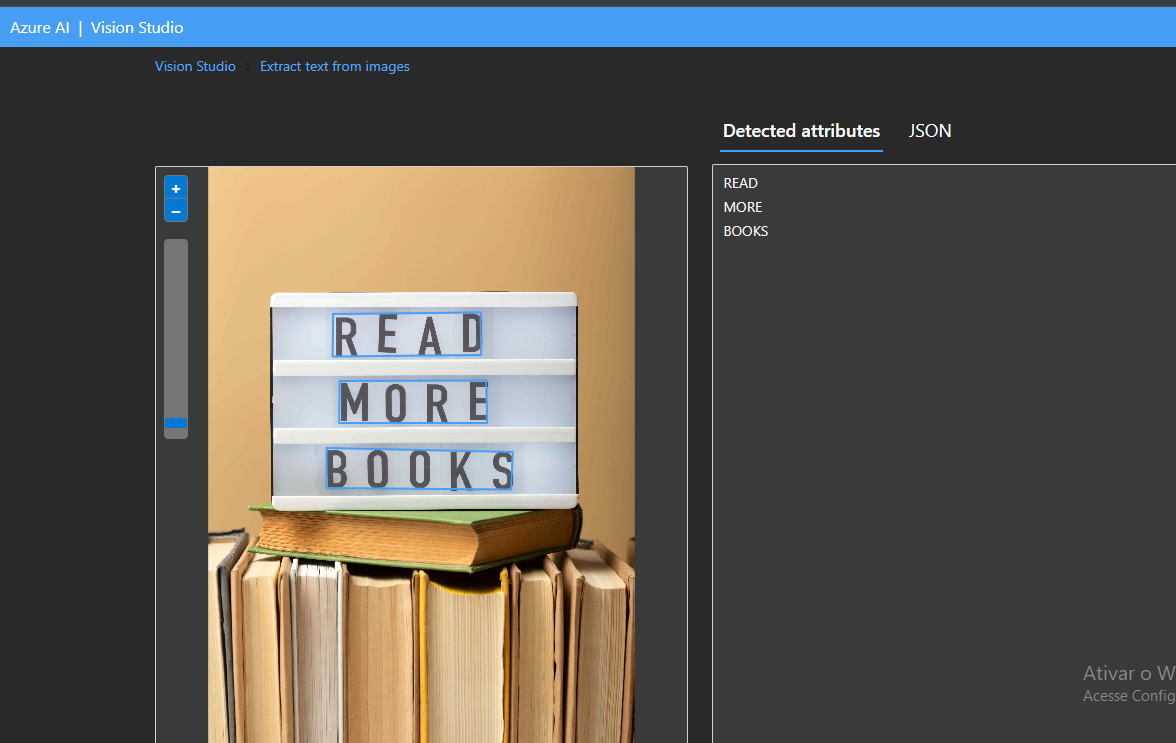 Azure AI | Vision Studio
Vision Studio > Extract text from images
Detected attributes
JSON
+
−
READ
MORE
BOOKS
READ
MORE
BOOKS
Ativar o W
Acesse Config